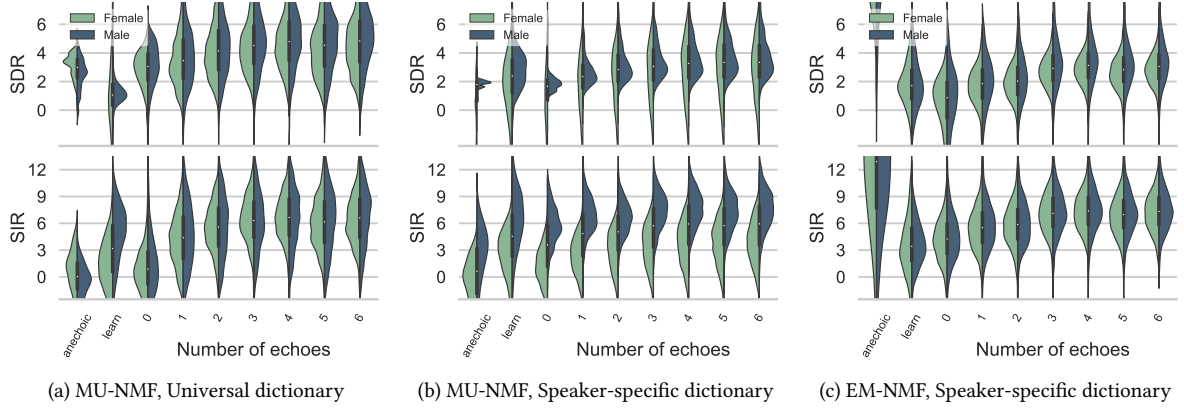 6
4
2
0
SDR
Female
Male
12
9
6
3
0
SIR
anechoic
learn
0
1
2
3
4
5
6
Number of echoes
(a) MU-NMF, Universal dictionary
6
4
2
0
SDR
Female
Male
12
9
6
3
0
SIR
anechoic
learn
0
1
2
3
4
5
6
Number of echoes
(b) MU-NMF, Speaker-specific dictionary
6
4
2
0
SDR
Female
Male
12
9
6
3
0
SIR
anechoic
learn
0
1
2
3
4
5
6
Number of echoes
(c) EM-NMF, Speaker-specific dictionary